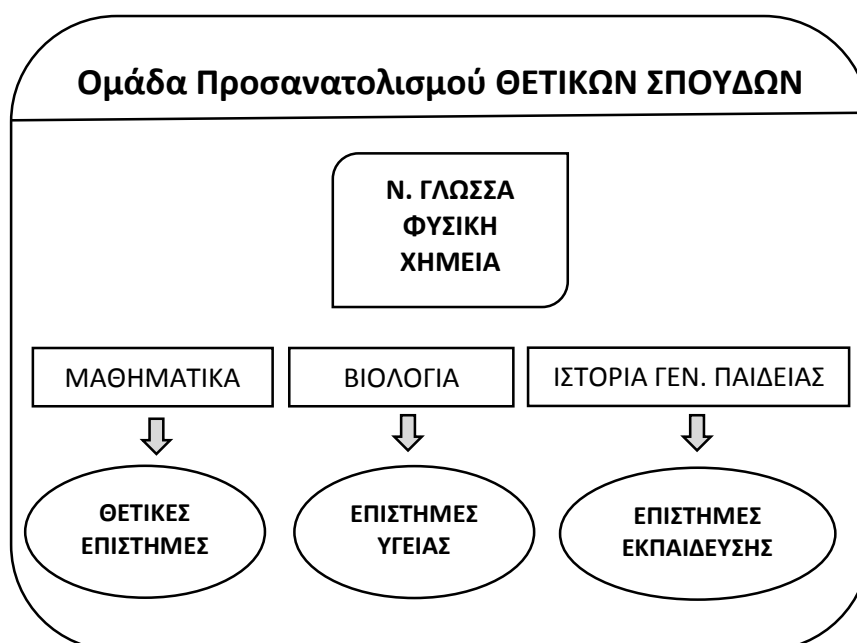 Ομάδα Προσανατολισμού ΘΕΤΙΚΩΝ ΣΠΟΥΔΩΝ
Ν. ΓΛΩΣΣΑ
ΦΥΣΙΚΗ
ΧΗΜΕΙΑ
ΜΑΘΗΜΑΤΙΚΑ
ΒΙΟΛΟΓΙΑ
ΙΣΤΟΡΙΑ ΓΕΝ. ΠΑΙΔΕΙΑΣ
ΘΕΤΙΚΕΣ
ΕΠΙΣΤΗΜΕΣ
ΕΠΙΣΤΗΜΕΣ
ΥΓΕΙΑΣ
ΕΠΙΣΤΗΜΕΣ
ΕΚΠΑΙΔΕΥΣΗΣ